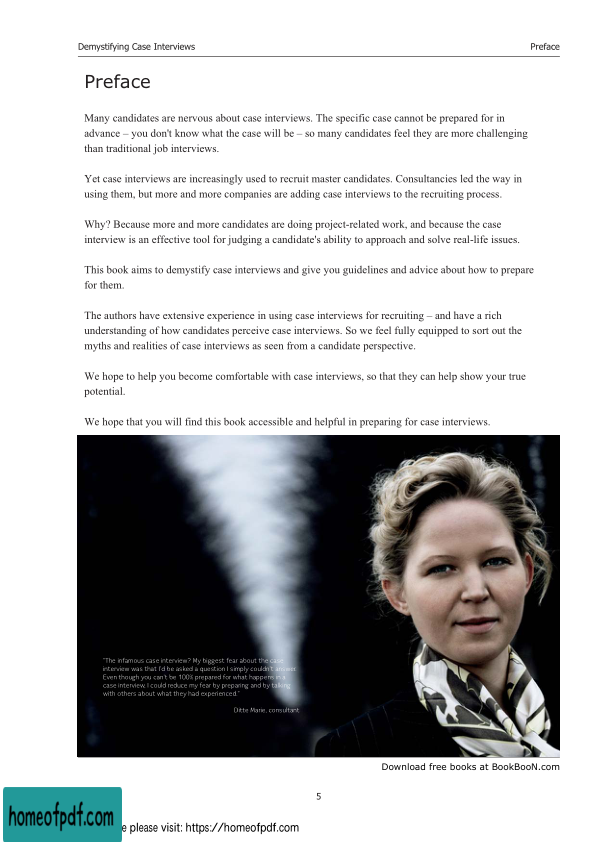 Demystifying Case Interviews
Preface
Preface
Many candidates are nervous about case interviews. The specific case cannot be prepared for in
advance – you don't know what the case will be – so many candidates feel they are more challenging
than traditional job interviews.
Yet case interviews are increasingly used to recruit master candidates. Consultancies led the way in
using them, but more and more companies are adding case interviews to the recruiting process.
Why? Because more and more candidates are doing project-related work, and because the case
interview is an effective tool for judging a candidate's ability to approach and solve real-life issues.
This book aims to demystify case interviews and give you guidelines and advice about how to prepare
for them.
The authors have extensive experience in using case interviews for recruiting – and have a rich
understanding of how candidates perceive case interviews. So we feel fully equipped to sort out the
myths and realities of case interviews as seen from a candidate perspective.
We hope to help you become comfortable with case interviews, so that they can help show your true
potential.
We hope that you will find this book accessible and helpful in preparing for case interviews.
"The infamous case interview? My biggest fear about the case
interview was that I'd be asked a question I simply couldn't answer.
Even though you can't be 100% prepared for what happens in a
case interview, I could reduce my fear by preparing and by talking
with others about what they had experienced."
Ditte Marie, consultant
Download free books at BookBooN.com
5
homeofpdf.com
e please visit: https://homeofpdf.com